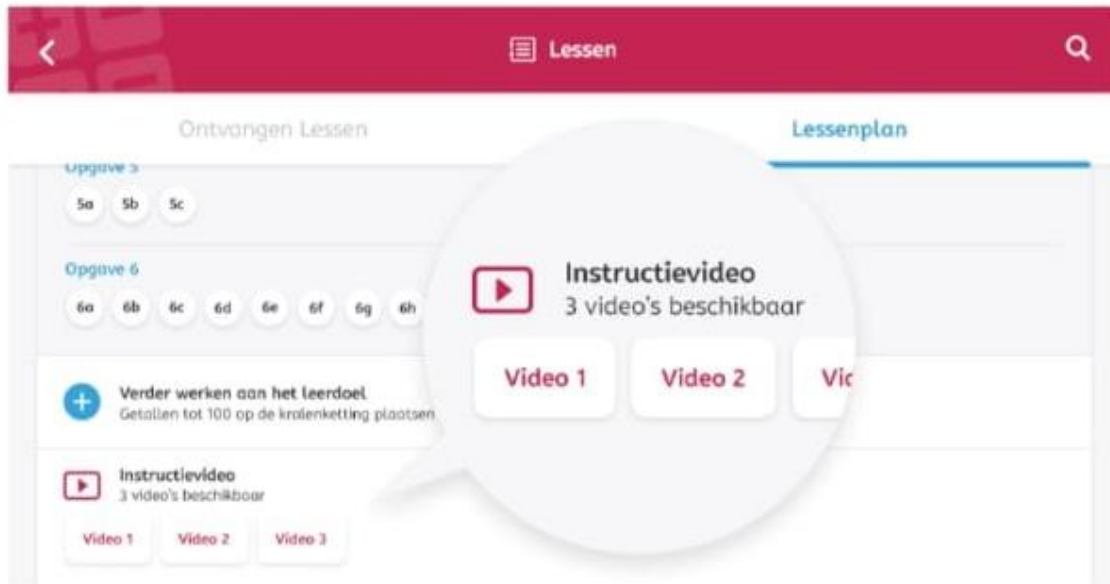 Lessen
Ontvangen Lessen
Lessenplan
Opgave 5
5a 5b 5c
Opgave 6
6a 6b 6c 6d 6e 6f 6g 6h
Verder werken aan het leerdoel
Getallen tot 100 op de kralenketting plaatsen
Instructievideo
3 video's beschikbaar
Video 1 Video 2 Video 3
Instructievideo
3 video's beschikbaar
Video 1 Video 2 Vid